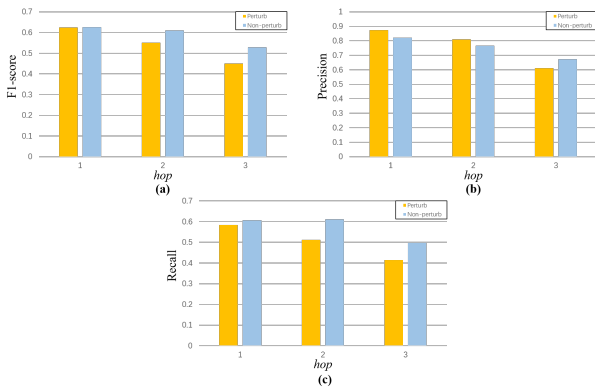 0.7
0.6
0.5
0.4
0.3
0.2
0.1
0
F1-score
Perturb
Non-perturb
1 2 3
hop
(a)
1
0.9
0.8
0.7
0.6
0.5
0.4
0.3
0.2
0.1
0
Precision
Perturb
Non-perturb
1 2 3
hop
(b)
0.7
0.6
0.5
0.4
0.3
0.2
0.1
0
Recall
Perturb
Non-perturb
1 2 3
hop
(c)